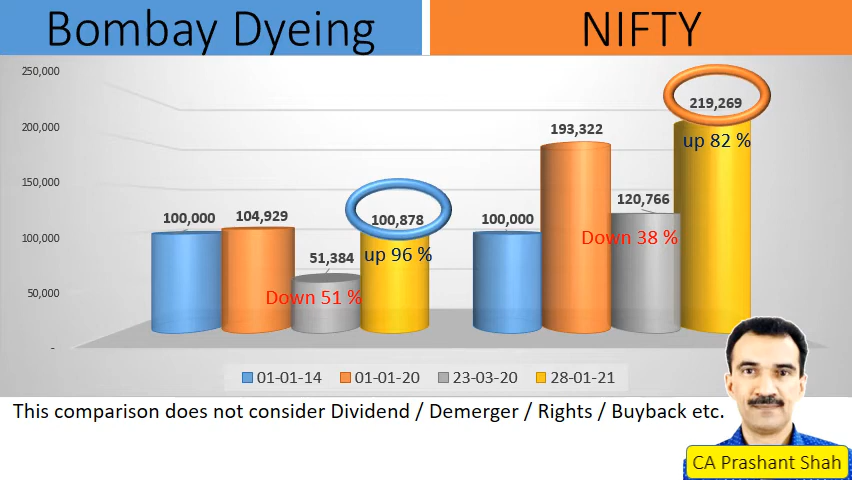 Bombay Dyeing
NIFTY
250,000
200,000
150,000
100,000
50,000
-
100,000
104,929
51,384
Down 51 %
100,878
up 96 %
100,000
193,322
120,766
Down 38 %
219,269
up 82 %
01-01-14 01-01-20 23-03-20 28-01-21
This comparison does not consider Dividend / Demerger / Rights / Buyback etc.
CA Prashant Shah